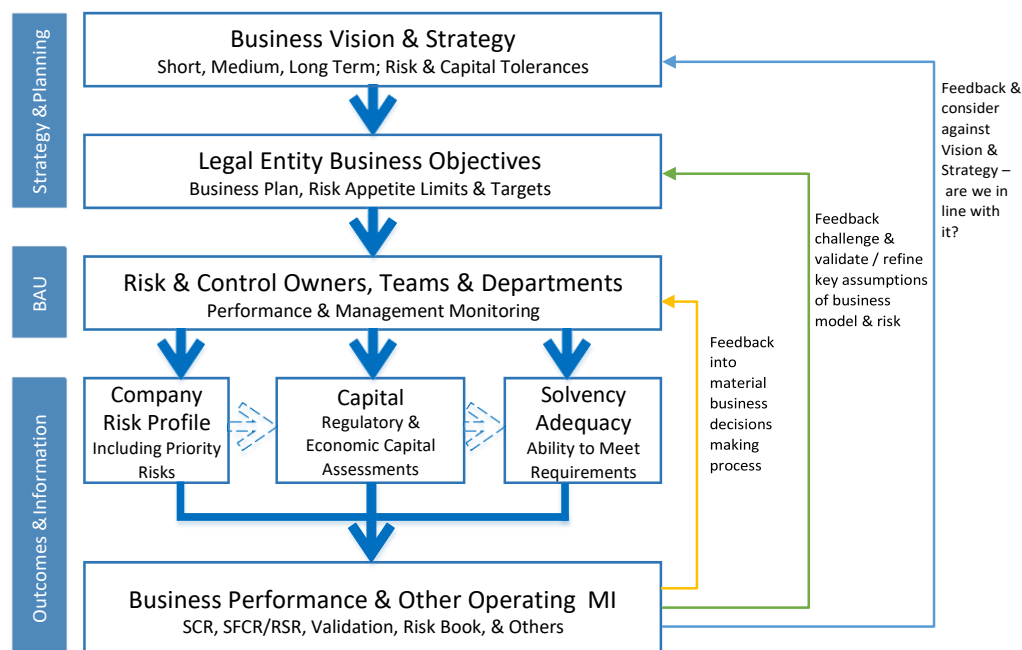 Strategy & Planning
Business Vision & Strategy
Short, Medium, Long Term; Risk & Capital Tolerances
Legal Entity Business Objectives
Business Plan, Risk Appetite Limits & Targets
BAU
Risk & Control Owners, Teams & Departments
Performance & Management Monitoring
Outcomes & Information
Company
Risk Profile
Including Priority
Risks
Capital
Regulatory &
Economic Capital
Assessments
Solvency
Adequacy
Ability to Meet
Requirements
Business Performance & Other Operating MI
SCR, SFCR/RSR, Validation, Risk Book, & Others
Feedback
into
material
business
decisions
making
process
Feedback
challenge &
validate / refine
key assumptions
of business
model & risk
Feedback &
consider
against
Vision &
Strategy –
are we in
line with
it?